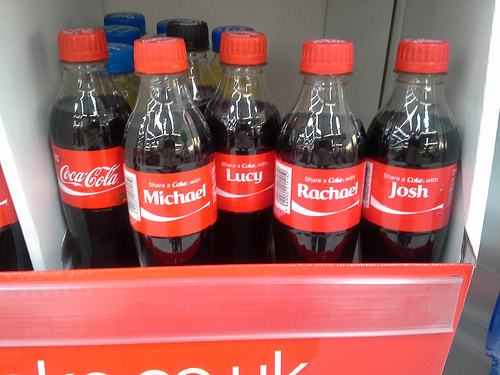 Coca-Cola
Share a Coke with
Michael
Share a Coke with
Lucy
Share a Coke with
Rachael
Share a Coke with
Josh
ke.co.uk